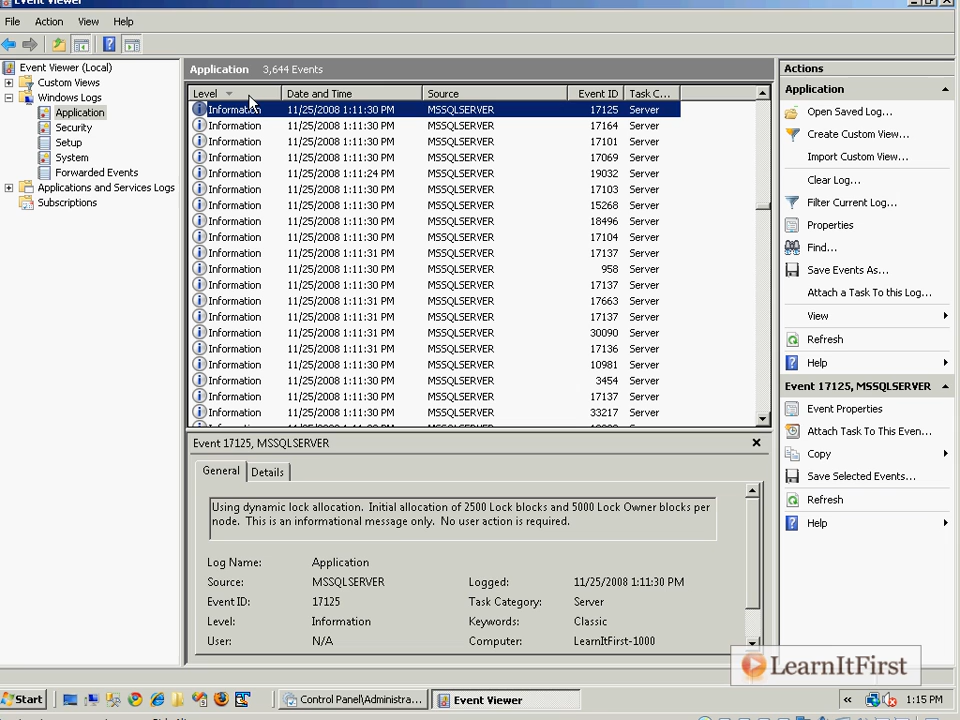 Event Viewer
File Action View Help
Event Viewer (Local)
Custom Views
Windows Logs
Application
Security
Setup
System
Forwarded Events
Applications and Services Logs
Subscriptions
Application 3,644 Events
Level Date and Time Source Event ID Task C...
Information 11/25/2008 1:11:30 PM MSSQLSERVER 17125 Server
Information 11/25/2008 1:11:30 PM MSSQLSERVER 17164 Server
Information 11/25/2008 1:11:30 PM MSSQLSERVER 17101 Server
Information 11/25/2008 1:11:30 PM MSSQLSERVER 17069 Server
Information 11/25/2008 1:11:24 PM MSSQLSERVER 19032 Server
Information 11/25/2008 1:11:30 PM MSSQLSERVER 17103 Server
Information 11/25/2008 1:11:30 PM MSSQLSERVER 15268 Server
Information 11/25/2008 1:11:30 PM MSSQLSERVER 18496 Server
Information 11/25/2008 1:11:30 PM MSSQLSERVER 17104 Server
Information 11/25/2008 1:11:31 PM MSSQLSERVER 17137 Server
Information 11/25/2008 1:11:30 PM MSSQLSERVER 958 Server
Information 11/25/2008 1:11:30 PM MSSQLSERVER 17137 Server
Information 11/25/2008 1:11:31 PM MSSQLSERVER 17663 Server
Information 11/25/2008 1:11:31 PM MSSQLSERVER 17137 Server
Information 11/25/2008 1:11:31 PM MSSQLSERVER 30090 Server
Information 11/25/2008 1:11:31 PM MSSQLSERVER 17136 Server
Information 11/25/2008 1:11:30 PM MSSQLSERVER 10981 Server
Information 11/25/2008 1:11:30 PM MSSQLSERVER 3454 Server
Information 11/25/2008 1:11:30 PM MSSQLSERVER 17137 Server
Information 11/25/2008 1:11:30 PM MSSQLSERVER 33217 Server
Event 17125, MSSQLSERVER
General Details
Using dynamic lock allocation. Initial allocation of 2500 Lock blocks and 5000 Lock Owner blocks per
node. This is an informational message only. No user action is required.
Log Name: Application
Source: MSSQLSERVER Logged: 11/25/2008 1:11:30 PM
Event ID: 17125 Task Category: Server
Level: Information Keywords: Classic
User: N/A Computer: LearnItFirst-1000
Actions
Application
Open Saved Log...
Create Custom View...
Import Custom View...
Clear Log...
Filter Current Log...
Properties
Find...
Save Events As...
Attach a Task To this Log...
View
Refresh
Help
Event 17125, MSSQLSERVER
Event Properties
Attach Task To This Even...
Copy
Save Selected Events...
Refresh
Help
LearnItFirst
Start Control Panel\Administra... Event Viewer 1:15 PM